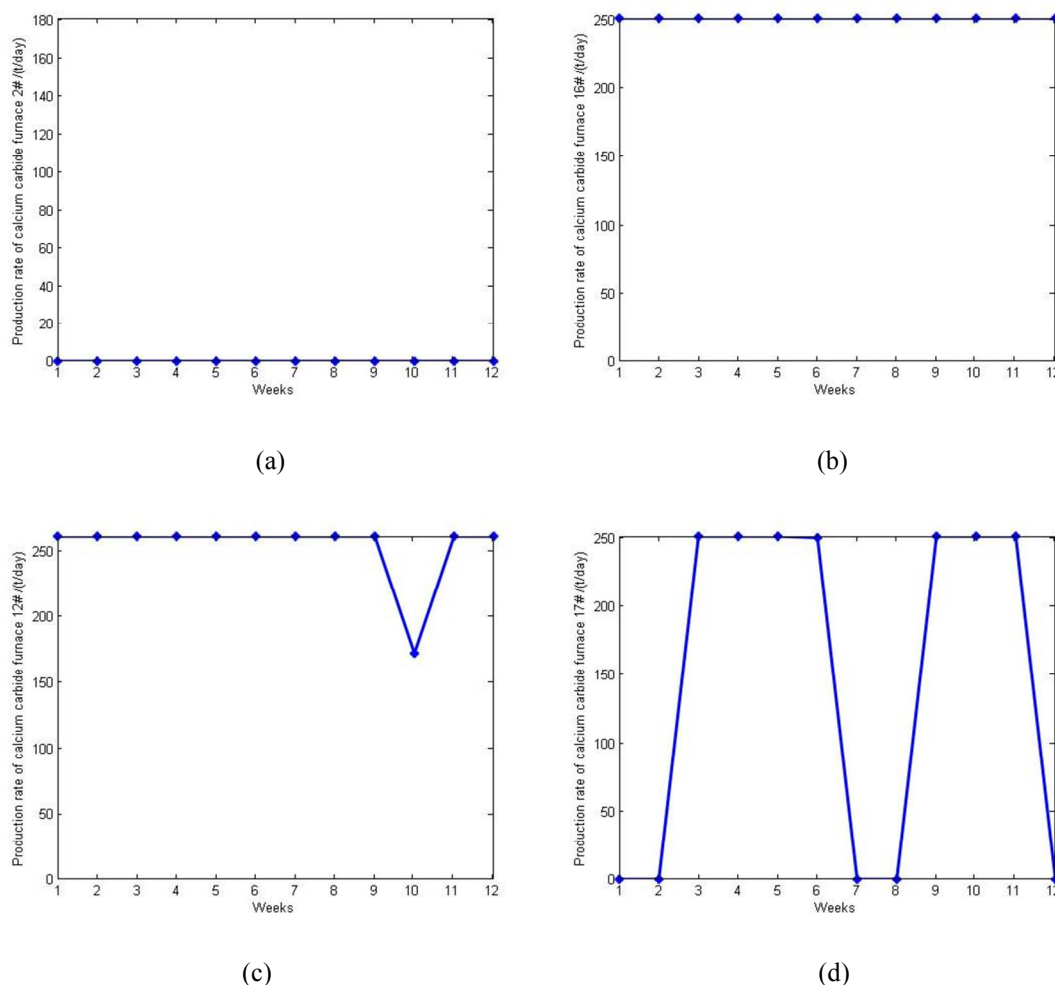 Production rate of calcium carbide furnace 2# /(t/day)
180
160
140
120
100
80
60
40
20
0
1 2 3 4 5 6 7 8 9 10 11 12
Weeks
(a)
Production rate of calcium carbide furnace 16# /(t/day)
250
200
150
100
50
0
1 2 3 4 5 6 7 8 9 10 11 12
Weeks
(b)
Production rate of calcium carbide furnace 12# /(t/day)
250
200
150
100
50
0
1 2 3 4 5 6 7 8 9 10 11 12
Weeks
(c)
Production rate of calcium carbide furnace 17# /(t/day)
250
200
150
100
50
0
1 2 3 4 5 6 7 8 9 10 11 12
Weeks
(d)